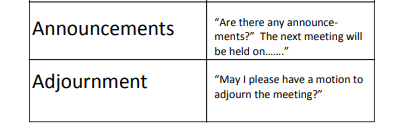 Announcements
“Are there any announce-
ments?” The next meeting will
be held on…….”
Adjournment
“May I please have a motion to
adjourn the meeting?”